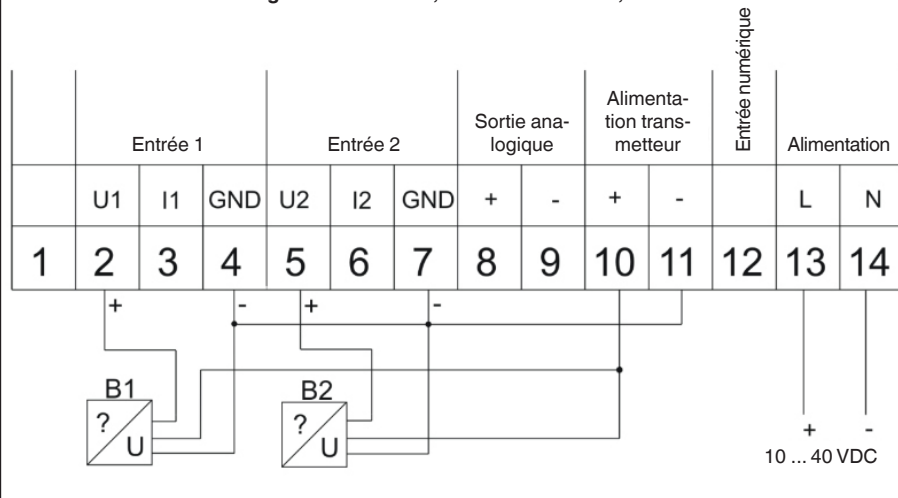 Entrée numérique
Alimenta-
tion trans-
metteur
Sortie ana-
logique
Entrée 1
Entrée 2
Alimentation
U1 I1 GND U2 I2 GND + - + - L N
1 2 3 4 5 6 7 8 9 10 11 12 13 14
+ - + -
B1 B2
? ?
U U
+ -
10 ... 40 VDC